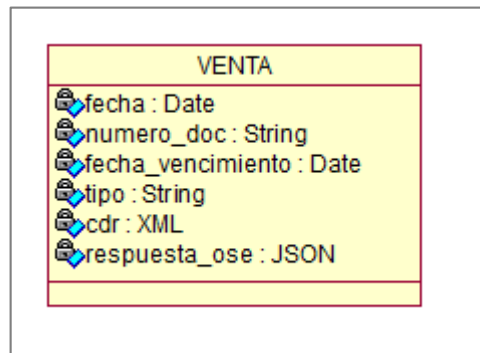 VENTA
fecha : Date
numero_doc : String
fecha_vencimiento : Date
tipo : String
cdr : XML
respuesta_ose : JSON